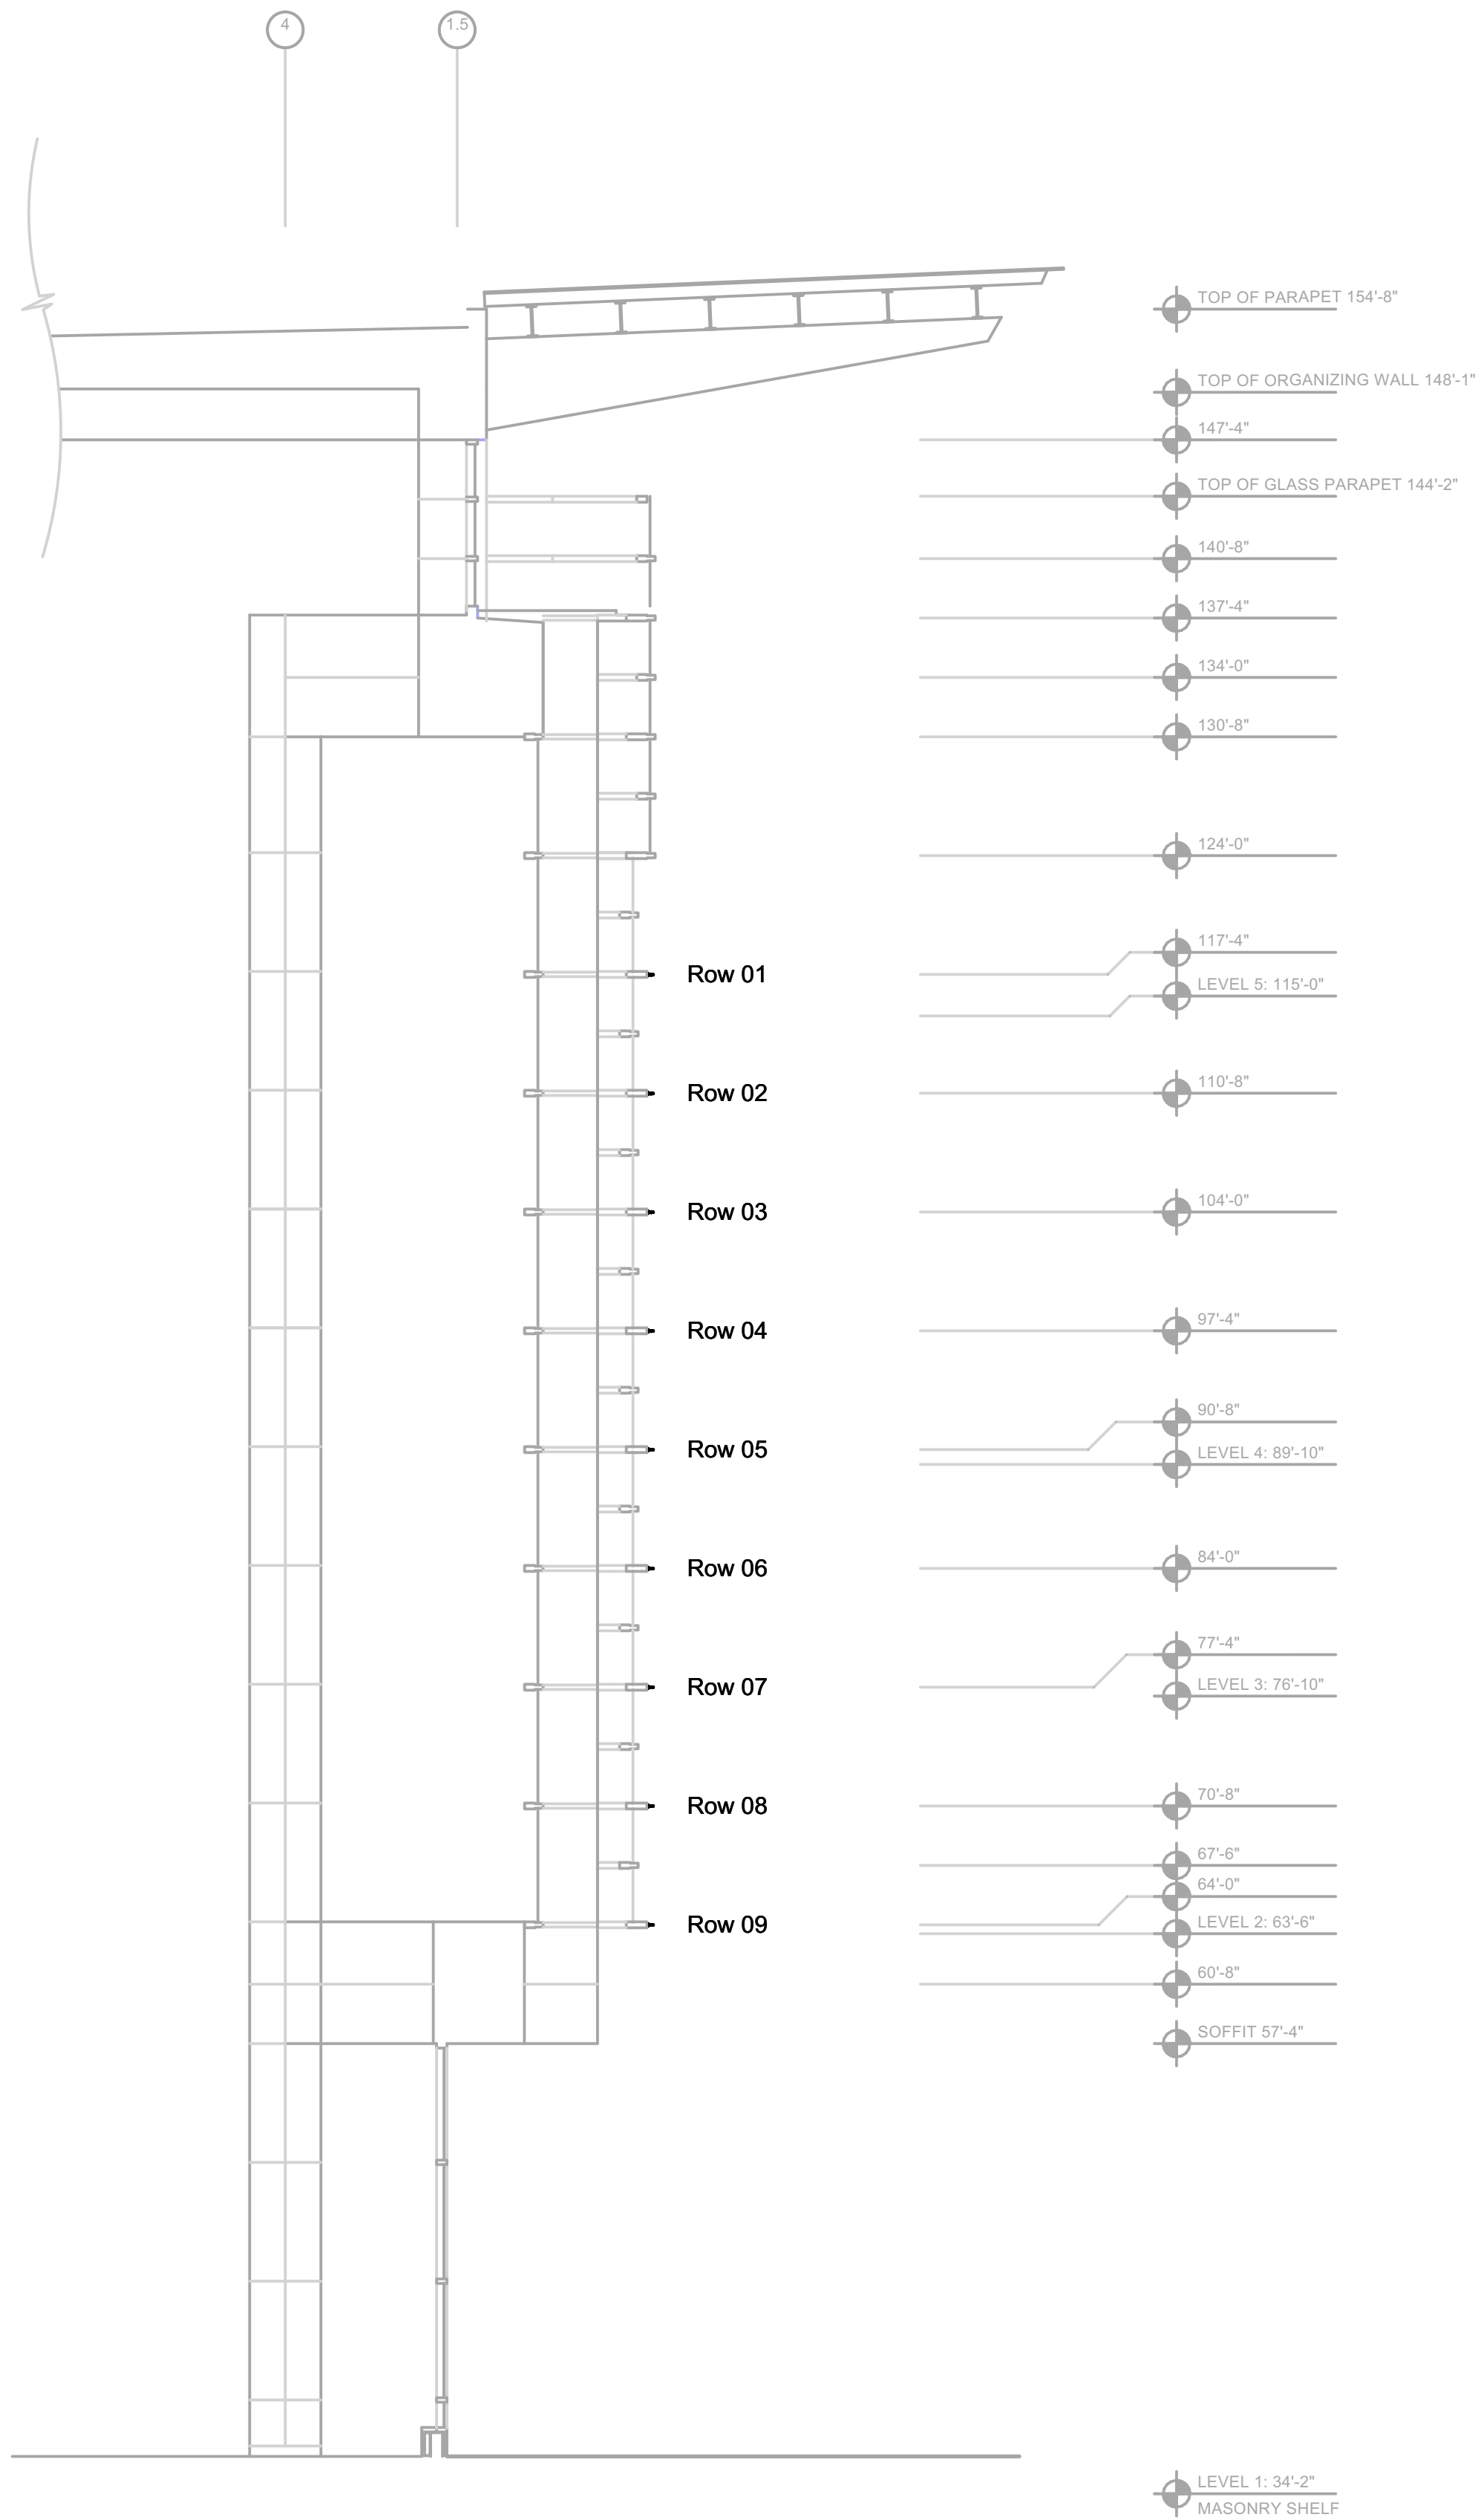 4
1.5
TOP OF PARAPET 154'-8"
TOP OF ORGANIZING WALL 148'-1"
147'-4"
TOP OF GLASS PARAPET 144'-2"
140'-8"
137'-4"
134'-0"
130'-8"
124'-0"
117'-4"
Row 01
LEVEL 5: 115'-0"
Row 02
110'-8"
Row 03
104'-0"
Row 04
97'-4"
90'-8"
Row 05
LEVEL 4: 89'-10"
Row 06
84'-0"
77'-4"
Row 07
LEVEL 3: 76'-10"
Row 08
70'-8"
67'-6"
64'-0"
Row 09
LEVEL 2: 63'-6"
60'-8"
SOFFIT 57'-4"
LEVEL 1: 34'-2"
MASONRY SHELF